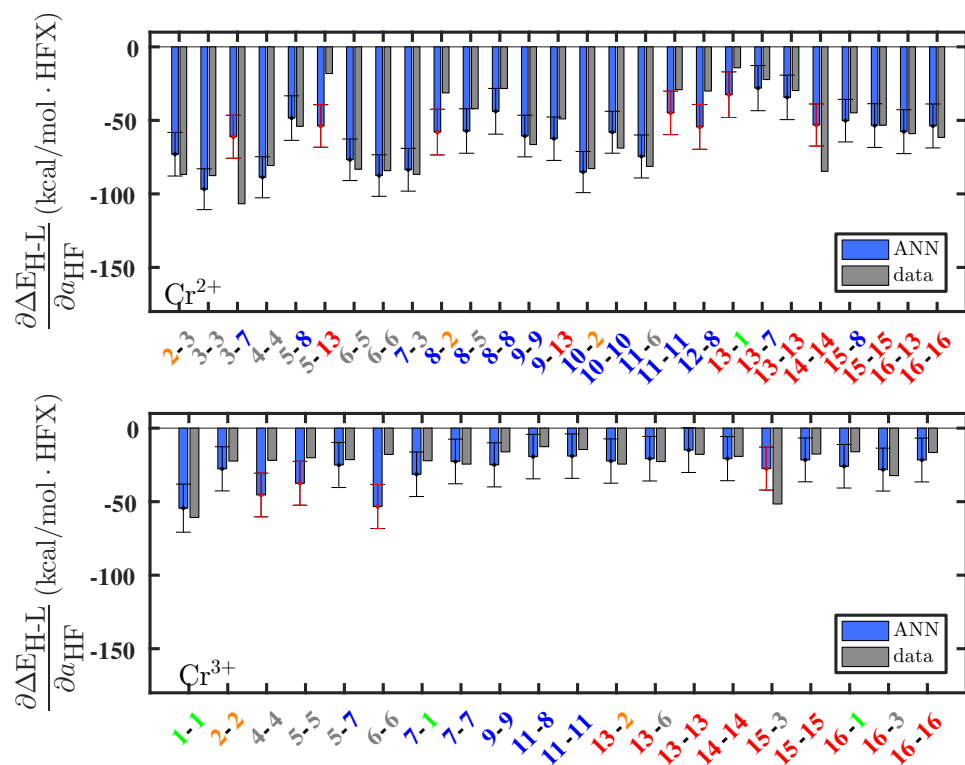 0
-50
-100
-150
∂ΔE_H-L / ∂a_HF (kcal/mol · HFX)
Cr²⁺
ANN
data
2-3 3-3 3-7 4-4 5-8 5-13 6-5 6-6 7-3 8-2 8-5 8-8 9-9 9-13 10-2 10-10 11-6 11-11 12-8 13-1 13-7 13-13 14-14 15-8 15-15 16-13 16-16
0
-50
-100
-150
∂ΔE_H-L / ∂a_HF (kcal/mol · HFX)
Cr³⁺
ANN
data
1-1 2-2 4-4 5-5 5-7 6-6 7-1 7-7 9-9 11-8 11-11 13-2 13-6 13-13 14-14 15-3 15-15 16-1 16-3 16-16